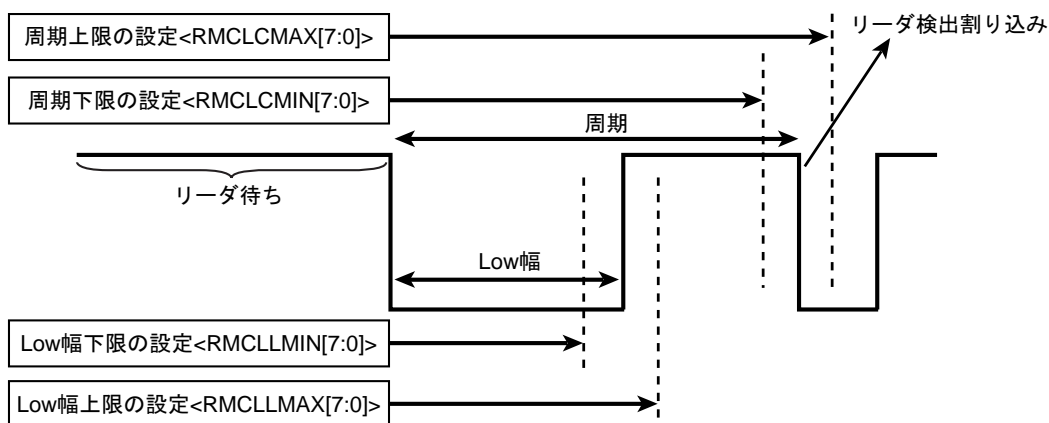 周期上限の設定<RMCLCMAX[7:0]>
リーダ検出割り込み
周期下限の設定<RMCLCMIN[7:0]>
周期
リーダ待ち
Low幅
Low幅下限の設定<RMCLLMIN[7:0]>
Low幅上限の設定<RMCLLMAX[7:0]>